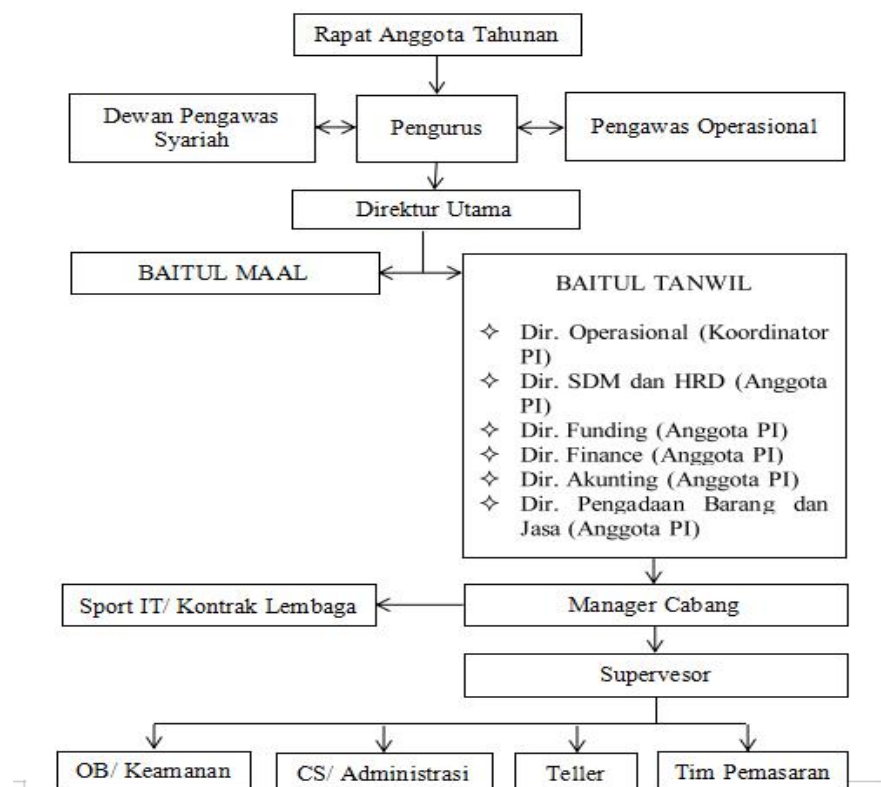 Rapat Anggota Tahunan
Dewan Pengawas
Syariah
Pengurus
Pengawas Operasional
Direktur Utama
BAITUL MAAL
BAITUL TANWIL
✧ Dir. Operasional (Koordinator
PI)
✧ Dir. SDM dan HRD (Anggota
PI)
✧ Dir. Funding (Anggota PI)
✧ Dir. Finance (Anggota PI)
✧ Dir. Akunting (Anggota PI)
✧ Dir. Pengadaan Barang dan
Jasa (Anggota PI)
Sport IT/ Kontrak Lembaga
Manager Cabang
Supervesor
OB/ Keamanan
CS/ Administrasi
Teller
Tim Pemasaran